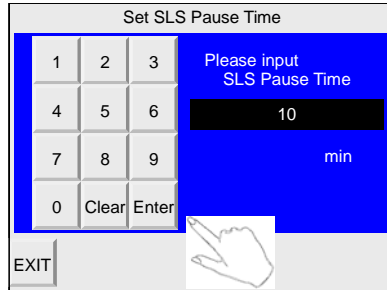 Set SLS Pause Time
1 2 3
Please input
SLS Pause Time
4 5 6
10
7 8 9
min
0 Clear Enter
EXIT